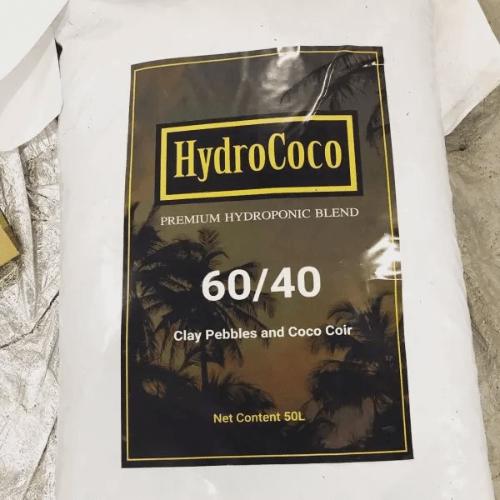 HydroCoco
PREMIUM HYDROPONIC BLEND
60/40
Clay Pebbles and Coco Coir
Net Content 50L